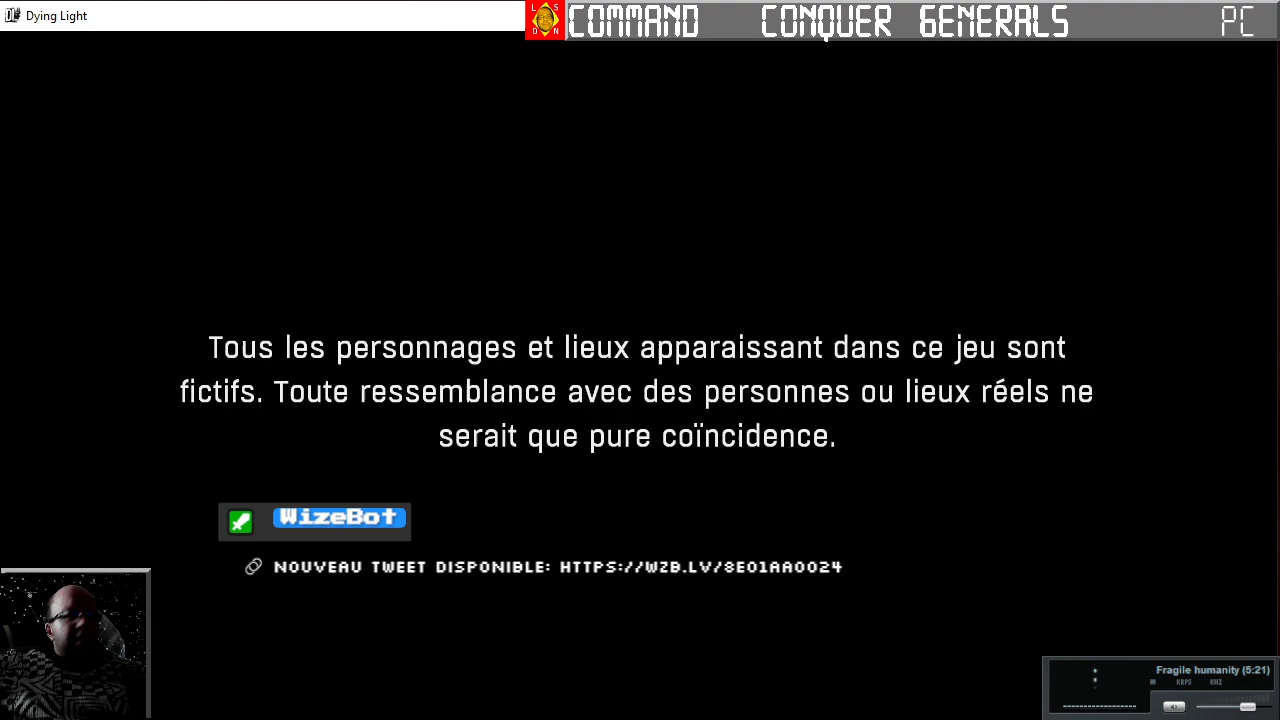 Dying Light
L S
D N
COMMAND CONQUER GENERALS PC
Tous les personnages et lieux apparaissant dans ce jeu sont
fictifs. Toute ressemblance avec des personnes ou lieux réels ne
serait que pure coïncidence.
WizeBot
NOUVEAU TWEET DISPONIBLE: HTTPS://WZB.LV/8E01AA0024
Fragile humanity (5:21)
KBPS KHZ